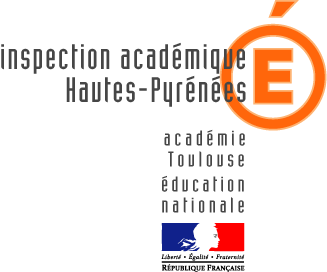 inspection académique
Hautes-Pyrénées
É
académie
Toulouse
éducation
nationale
Liberté • Égalité • Fraternité
RÉPUBLIQUE FRANÇAISE